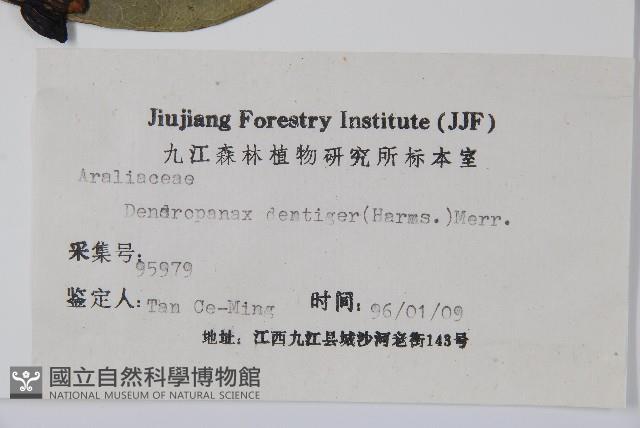 Jiujiang Forestry Institute (JJF)
九江森林植物研究所标本室
Araliaceae
Dendropanax dentiger(Harms.)Merr.
采集号:
95979
鉴定人: Tan Ce-Ming 时间: 96/01/09
地址: 江西九江县城沙河老街143号
國立自然科學博物館
NATIONAL MUSEUM OF NATURAL SCIENCE